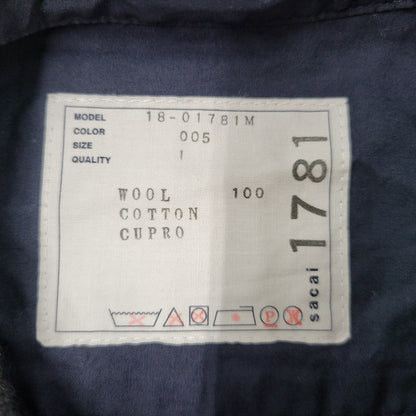 MODEL 18-01781M
COLOR 005
SIZE 1
QUALITY
WOOL 100
COTTON
CUPRO
P W
sacai 1781